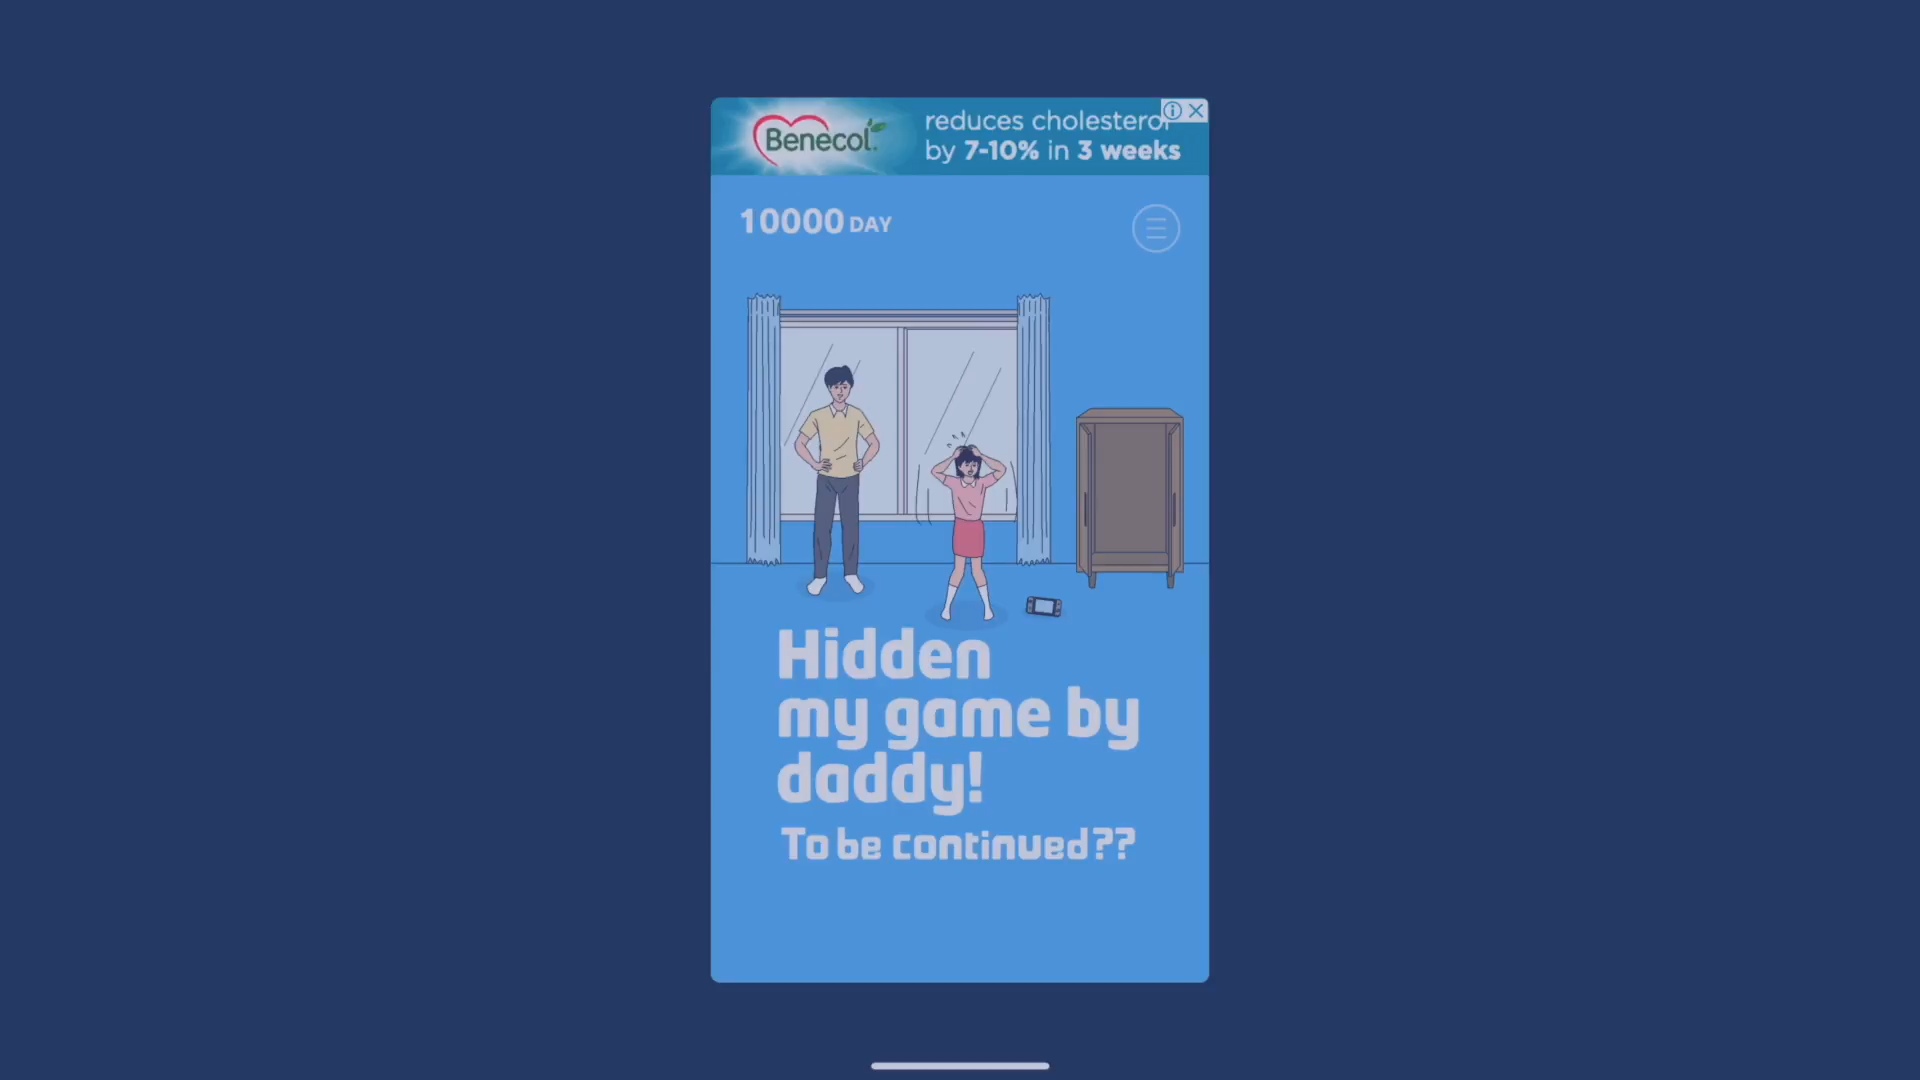 Benecol.
reduces cholesterol
by 7-10% in 3 weeks
10000 DAY
Hidden
my game by
daddy!
To be continued??